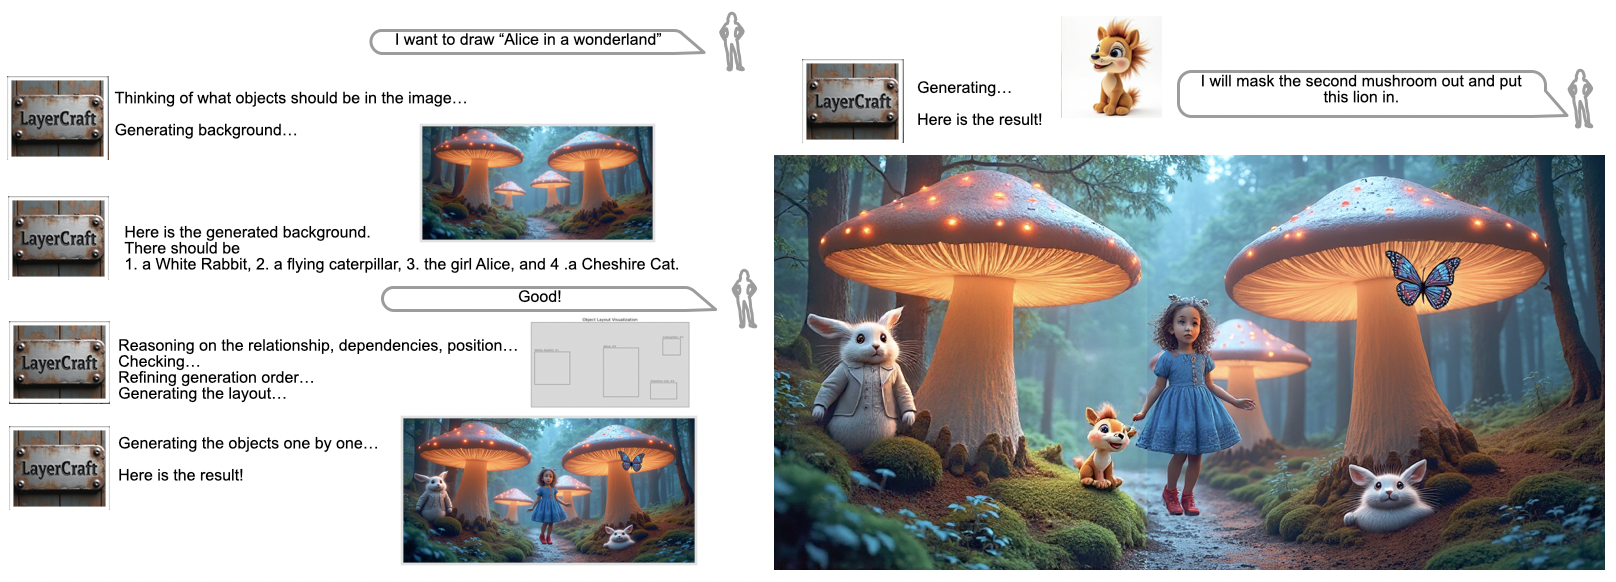 I want to draw “Alice in a wonderland”
LayerCraft
Thinking of what objects should be in the image…
Generating background…
LayerCraft
Here is the generated background.
There should be
1. a White Rabbit, 2. a flying caterpillar, 3. the girl Alice, and 4 .a Cheshire Cat.
Good!
LayerCraft
Reasoning on the relationship, dependencies, position…
Checking…
Refining generation order…
Generating the layout…
Object Layout Visualization
LayerCraft
Generating the objects one by one…
Here is the result!
I will mask the second mushroom out and put
this lion in.
LayerCraft
Generating…
Here is the result!